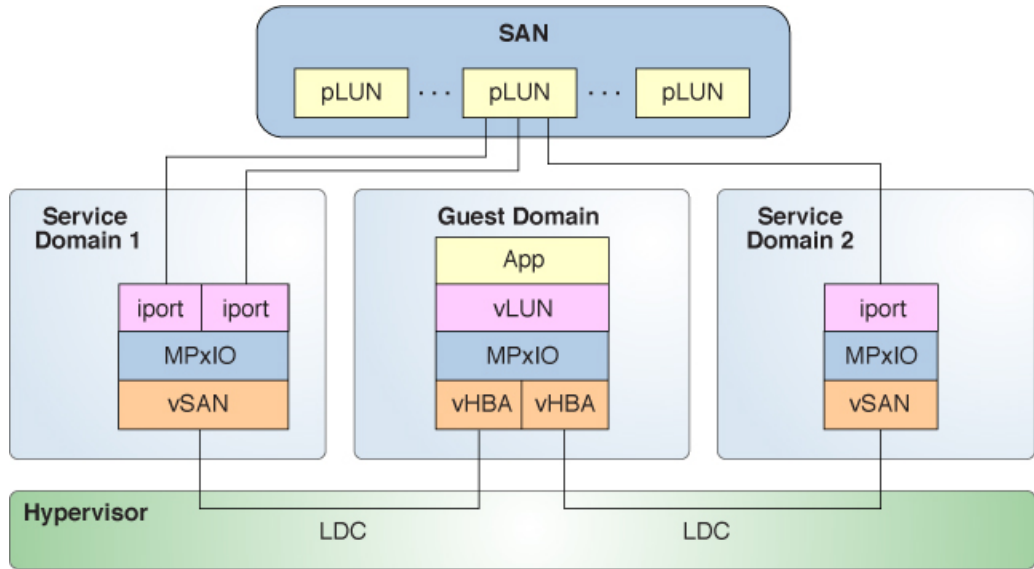 SAN
pLUN ... pLUN ... pLUN
Service
Domain 1
iport iport
MPxIO
vSAN
Guest Domain
App
vLUN
MPxIO
vHBA vHBA
Service
Domain 2
iport
MPxIO
vSAN
Hypervisor
LDC LDC